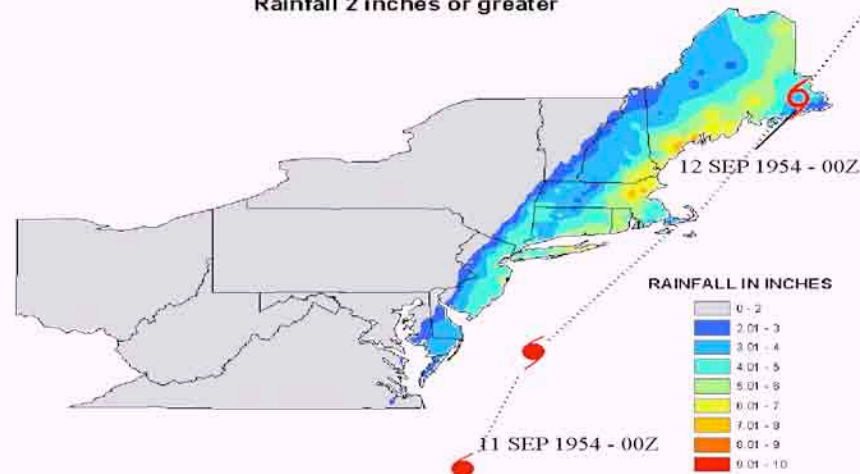 Rainfall 2 inches or greater
12 SEP 1954 - 00Z
RAINFALL IN INCHES
0 - 2
2.01 - 3
3.01 - 4
4.01 - 5
5.01 - 6
6.01 - 7
7.01 - 8
8.01 - 9
9.01 - 10
11 SEP 1954 - 00Z